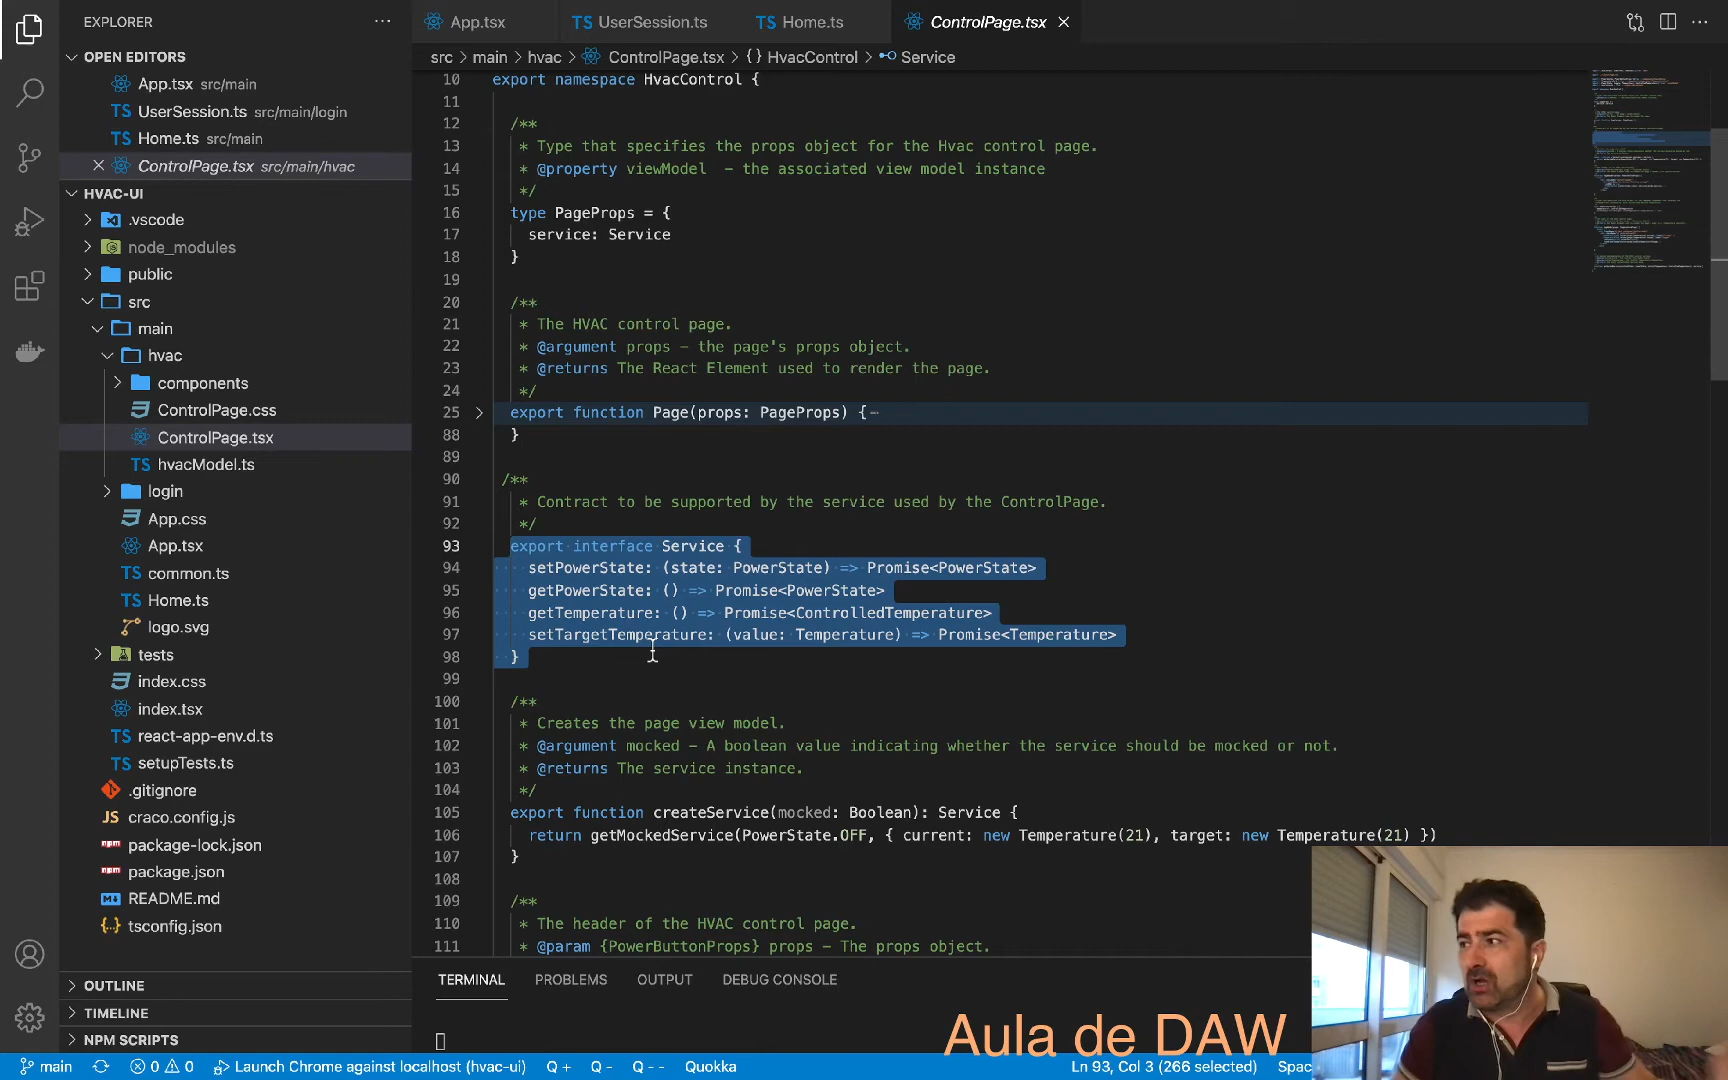 EXPLORER
OPEN EDITORS
App.tsx src/main
UserSession.ts src/main/login
Home.ts src/main
ControlPage.tsx src/main/hvac
HVAC-UI
.vscode
node_modules
public
src
main
hvac
components
ControlPage.css
ControlPage.tsx
TS hvacModel.ts
login
App.css
App.tsx
TS common.ts
TS Home.ts
logo.svg
tests
index.css
index.tsx
TS react-app-env.d.ts
TS setupTests.ts
.gitignore
JS craco.config.js
package-lock.json
package.json
README.md
tsconfig.json
OUTLINE
TIMELINE
NPM SCRIPTS
App.tsx TS UserSession.ts TS Home.ts ControlPage.tsx
src > main > hvac > ControlPage.tsx > {} HvacControl > Service
10 export namespace HvacControl {
11
12 /**
13 * Type that specifies the props object for the Hvac control page.
14 * @property viewModel - the associated view model instance
15 */
16 type PageProps = {
17 service: Service
18 }
19
20 /**
21 * The HVAC control page.
22 * @argument props - the page's props object.
23 * @returns The React Element used to render the page.
24 */
25 export function Page(props: PageProps) {
88 }
89
90 /**
91 * Contract to be supported by the service used by the ControlPage.
92 */
93 export interface Service {
94 setPowerState: (state: PowerState) => Promise<PowerState>
95 getPowerState: () => Promise<PowerState>
96 getTemperature: () => Promise<ControlledTemperature>
97 setTargetTemperature: (value: Temperature) => Promise<Temperature>
98 }
99
100 /**
101 * Creates the page view model.
102 * @argument mocked - A boolean value indicating whether the service should be mocked or not.
103 * @returns The service instance.
104 */
105 export function createService(mocked: Boolean): Service {
106 return getMockedService(PowerState.OFF, { current: new Temperature(21), target: new Temperature(21) })
107 }
108
109 /**
110 * The header of the HVAC control page.
111 * @param {PowerButtonProps} props - The props object.
TERMINAL PROBLEMS OUTPUT DEBUG CONSOLE
Aula de DAW
main 0 0 Launch Chrome against localhost (hvac-ui) Q + Q - Q - - Quokka Ln 93, Col 3 (266 selected) Spac